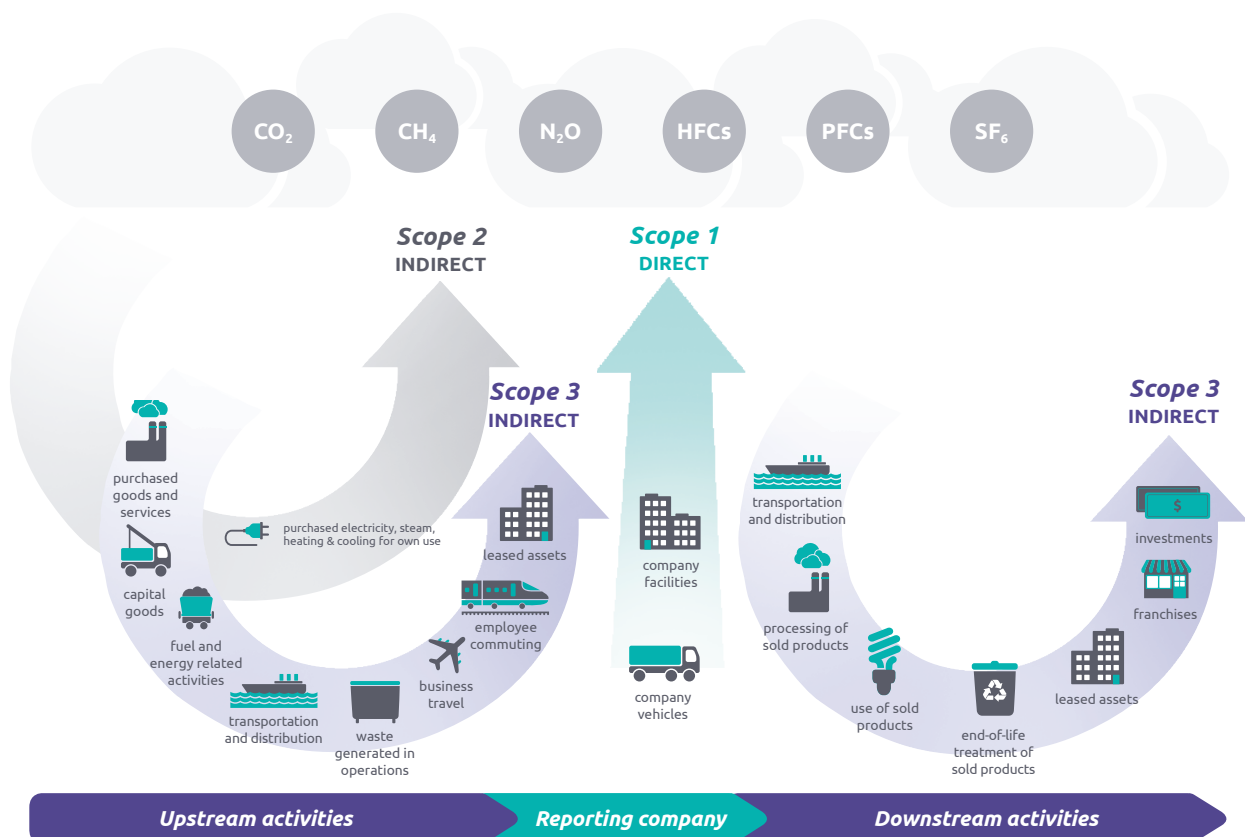 CO₂
CH₄
N₂O
HFCs
PFCs
SF₆
Scope 2
INDIRECT
Scope 1
DIRECT
Scope 3
INDIRECT
Scope 3
INDIRECT
purchased
goods and
services
capital
goods
fuel and
energy related
activities
transportation
and distribution
waste
generated in
operations
business
travel
employee
commuting
leased assets
purchased electricity, steam,
heating & cooling for own use
company
facilities
company
vehicles
transportation
and distribution
processing of
sold products
use of sold
products
end-of-life
treatment of
sold products
leased assets
franchises
$
investments
Upstream activities
Reporting company
Downstream activities